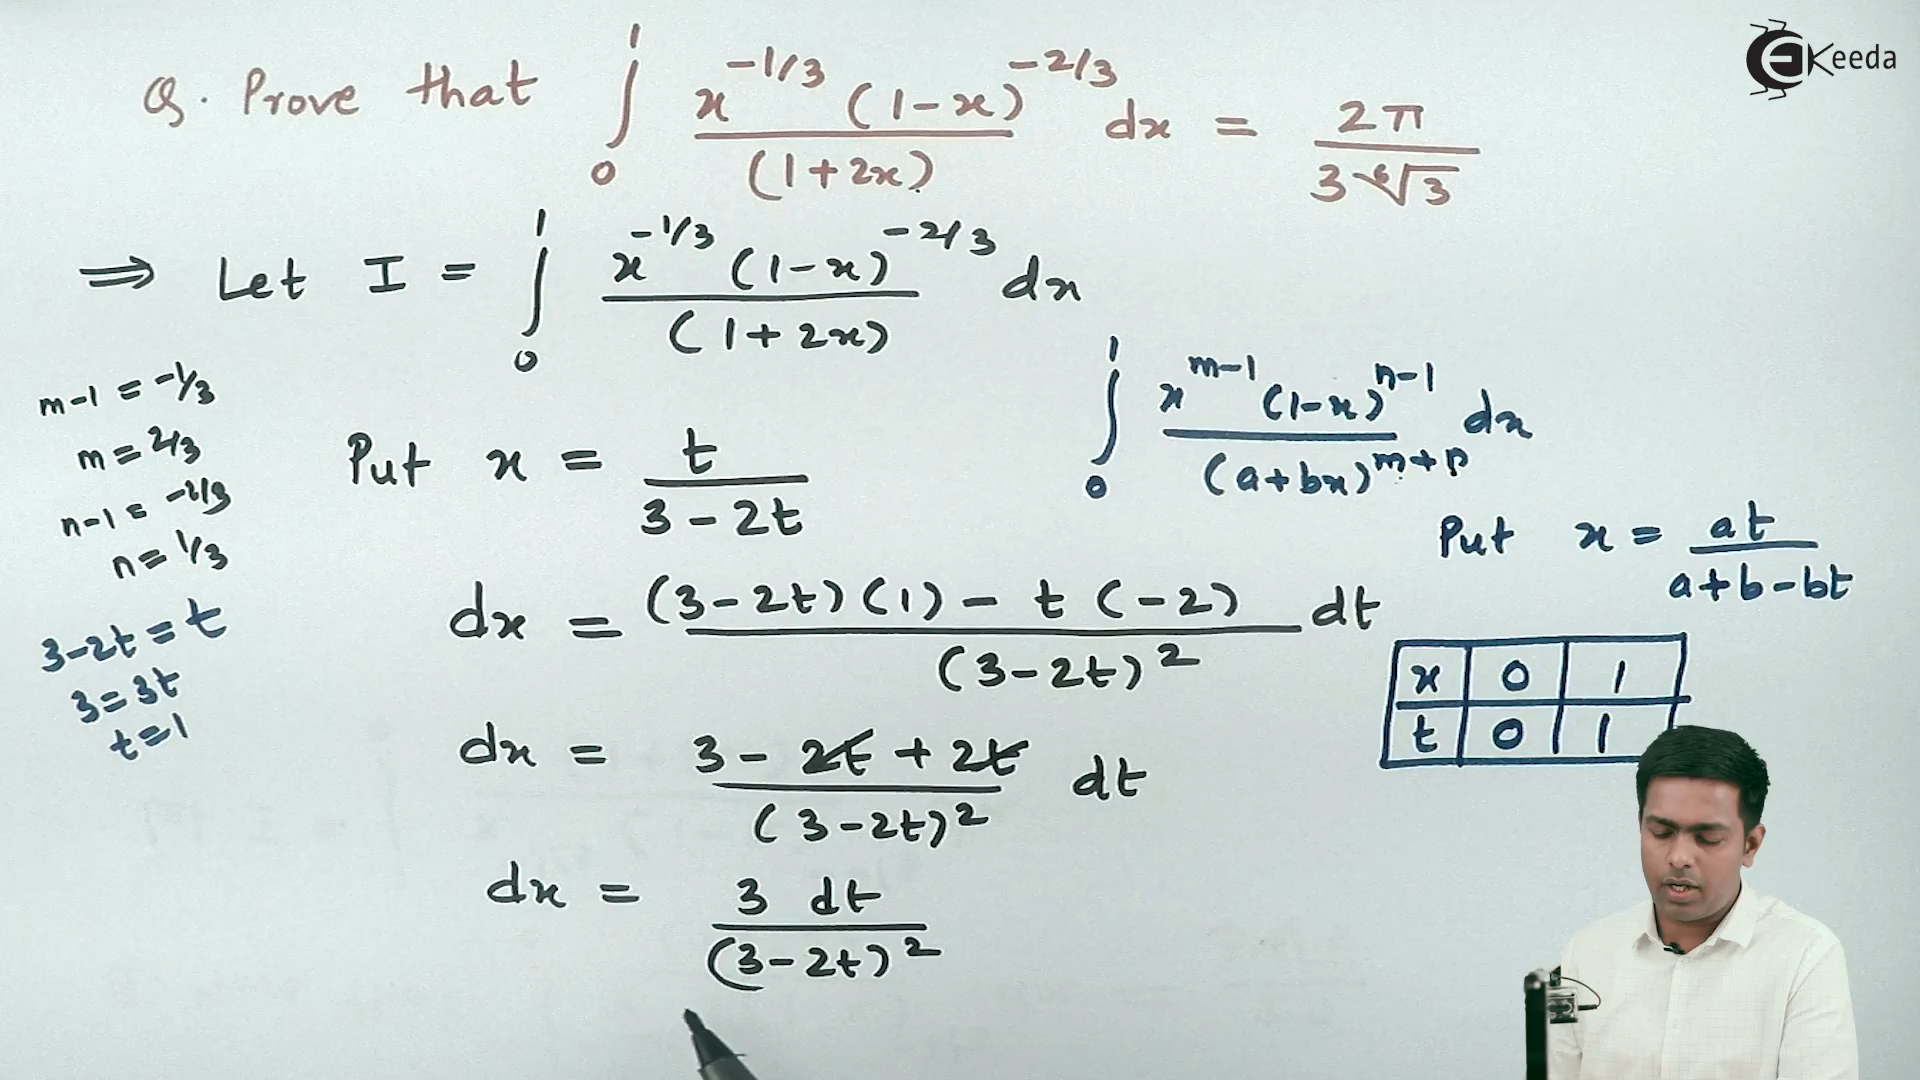 Keeda
Q. Prove that ∫₀¹ x^(-1/3) (1-x)^(-2/3) / (1+2x) dx = 2π / (3 ⁶√3)
⇒ Let I = ∫₀¹ x^(-1/3) (1-x)^(-2/3) / (1+2x) dx
m-1 = -1/3
m = 2/3
n-1 = -2/3
n = 1/3
3-2t = t
3 = 3t
t = 1
Put x = t / (3-2t)
dx = ((3-2t)(1) - t(-2)) / (3-2t)² dt
dx = (3 - 2t + 2t) / (3-2t)² dt
dx = 3 dt / (3-2t)²
∫₀¹ x^(m-1) (1-x)^(n-1) / (a+bx)^(m+n) dx
Put x = at / (a+b-bt)
x 0 1
t 0 1